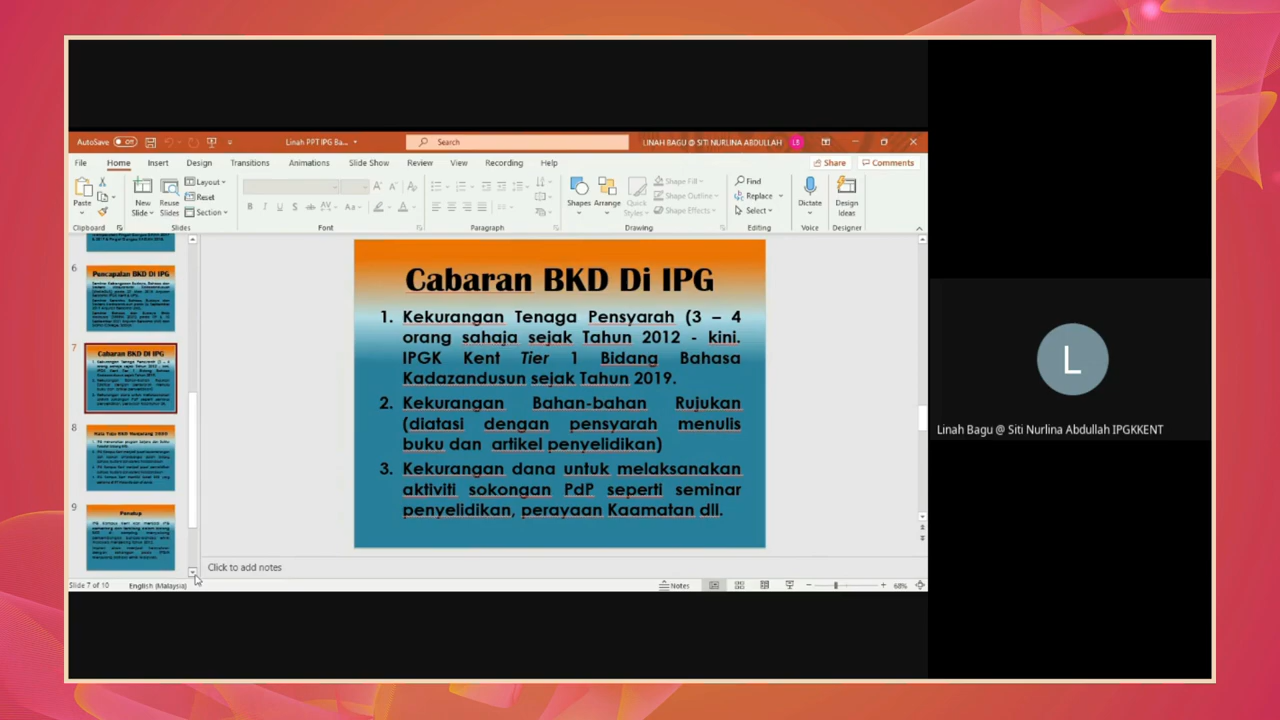 AutoSave Off Linah PPT IPG Ba... Search LINAH BAGU @ SITI NURLINA ABDULLAH LB
File Home Insert Design Transitions Animations Slide Show Review View Recording Help Share Comments
Paste New Slide Reuse Slides Layout Reset Section Shapes Arrange Quick Styles Shape Fill Shape Outline Shape Effects Find Replace Select Dictate Design Ideas
Clipboard Slides Font Paragraph Drawing Editing Voice Designer
6
Pencapaian BKD Di IPG
7
Cabaran BKD Di IPG
8
9
Penutup
Cabaran BKD Di IPG
1. Kekurangan Tenaga Pensyarah (3 – 4
orang sahaja sejak Tahun 2012 - kini.
IPGK Kent Tier 1 Bidang Bahasa
Kadazandusun sejak Tahun 2019.
2. Kekurangan Bahan-bahan Rujukan
(diatasi dengan pensyarah menulis
buku dan artikel penyelidikan)
3. Kekurangan dana untuk melaksanakan
aktiviti sokongan PdP seperti seminar
penyelidikan, perayaan Kaamatan dll.
Click to add notes
Slide 7 of 10 English (Malaysia) Notes 68%
L
Linah Bagu @ Siti Nurlina Abdullah IPGKKENT